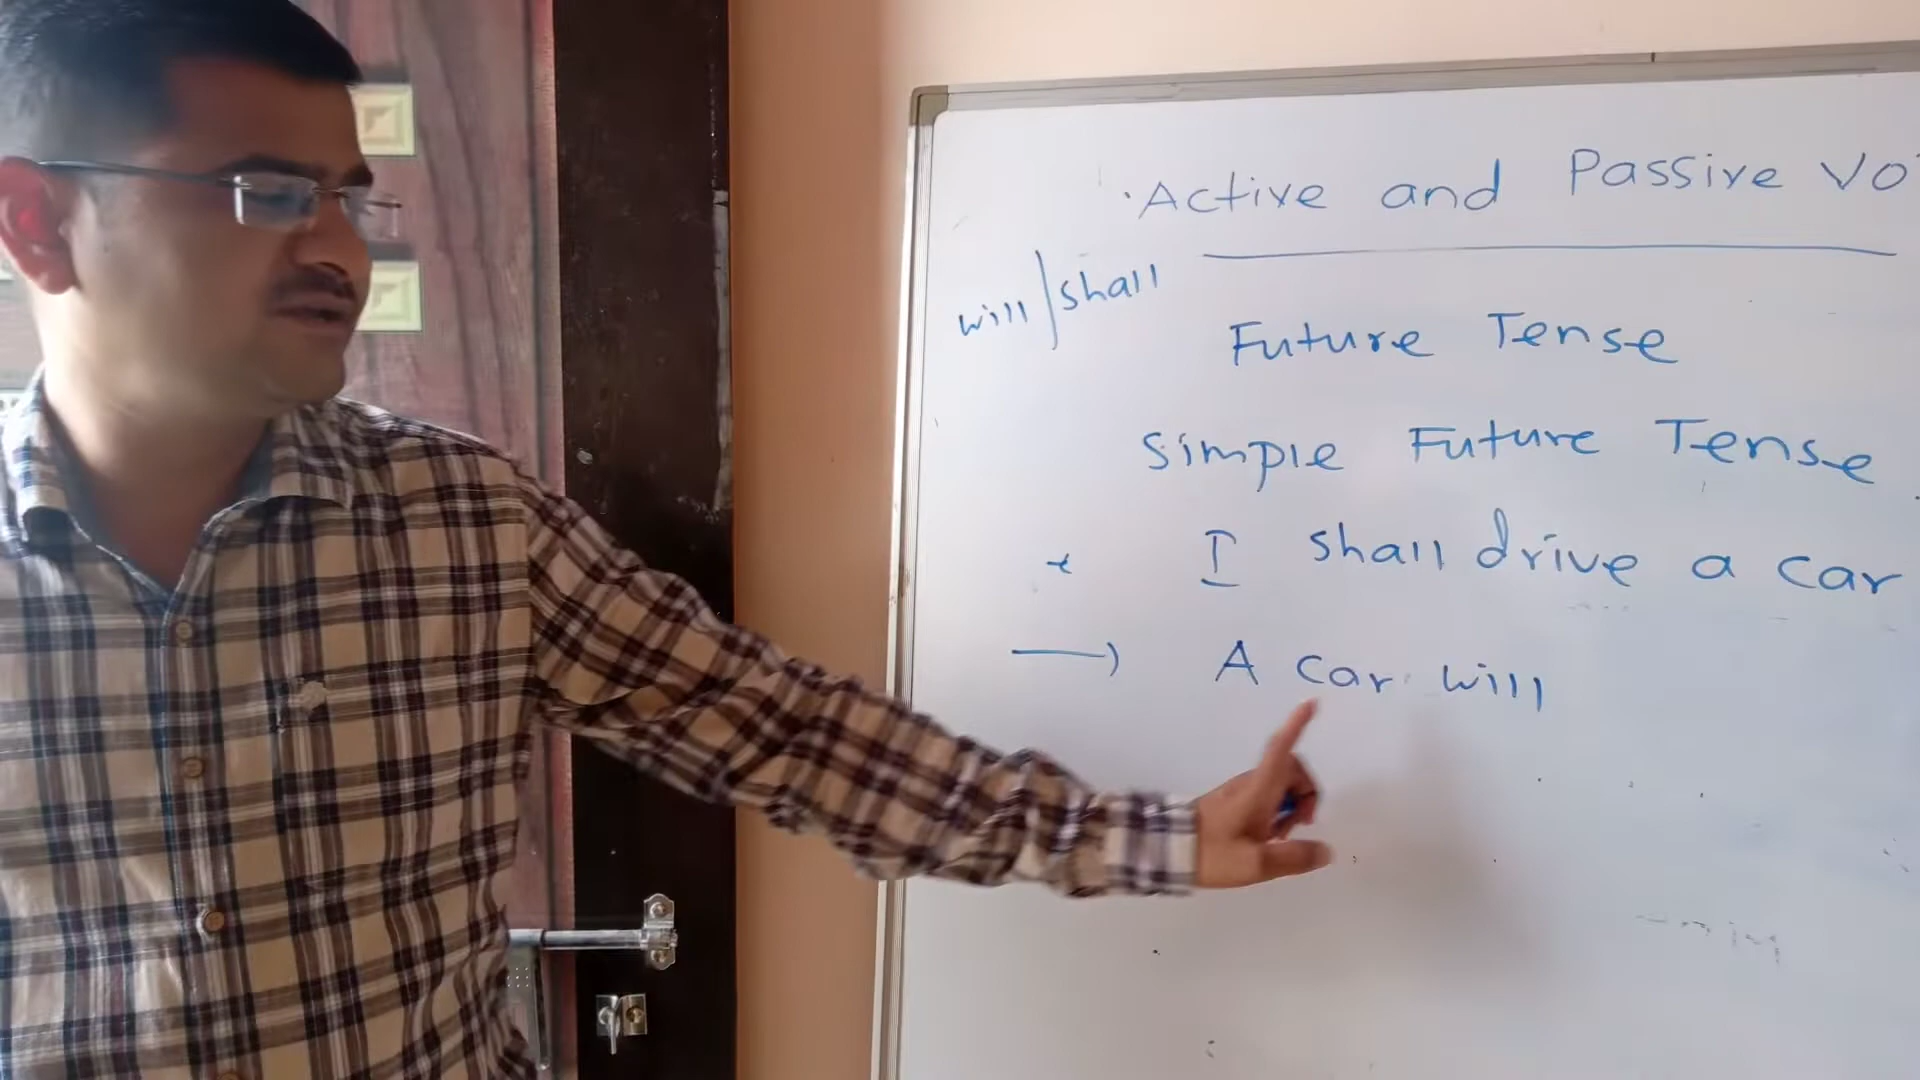 Active and Passive Vo
will/shall
Future Tense
Simple Future Tense
I shall drive a car
A car will